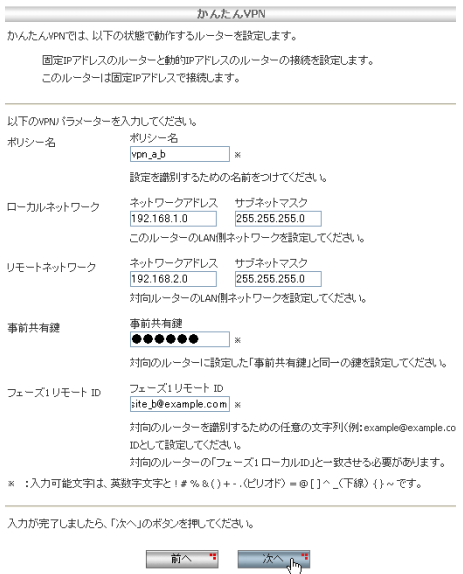 かんたんVPN
かんたんVPNでは、以下の状態で動作するルーターを設定します。
固定IPアドレスのルーターと動的IPアドレスのルーターの接続を設定します。
このルーターは固定IPアドレスで接続します。
以下のVPNパラメーターを入力してください。
ポリシー名 ポリシー名
vpn_a_b ※
設定を識別するための名前をつけてください。
ローカルネットワーク ネットワークアドレス サブネットマスク
192.168.1.0 255.255.255.0
このルーターのLAN側ネットワークを設定してください。
リモートネットワーク ネットワークアドレス サブネットマスク
192.168.2.0 255.255.255.0
対向ルーターのLAN側ネットワークを設定してください。
事前共有鍵 事前共有鍵
●●●●●● ※
対向のルーターに設定した「事前共有鍵」と同一の鍵を設定してください。
フェーズ1リモート ID フェーズ1リモート ID
site_b@example.com ※
対向のルーターを識別するための任意の文字列(例:example@example.co
IDとして設定してください。
対向のルーターの「フェーズ1 ローカルID」と一致させる必要があります。
※ :入力可能文字は、英数字文字と ! # % & ( ) + - .(ピリオド) = @ [ ] ^ _(下線) { } ~ です。
入力が完了しましたら、「次へ」のボタンを押してください。
前へ 次へ